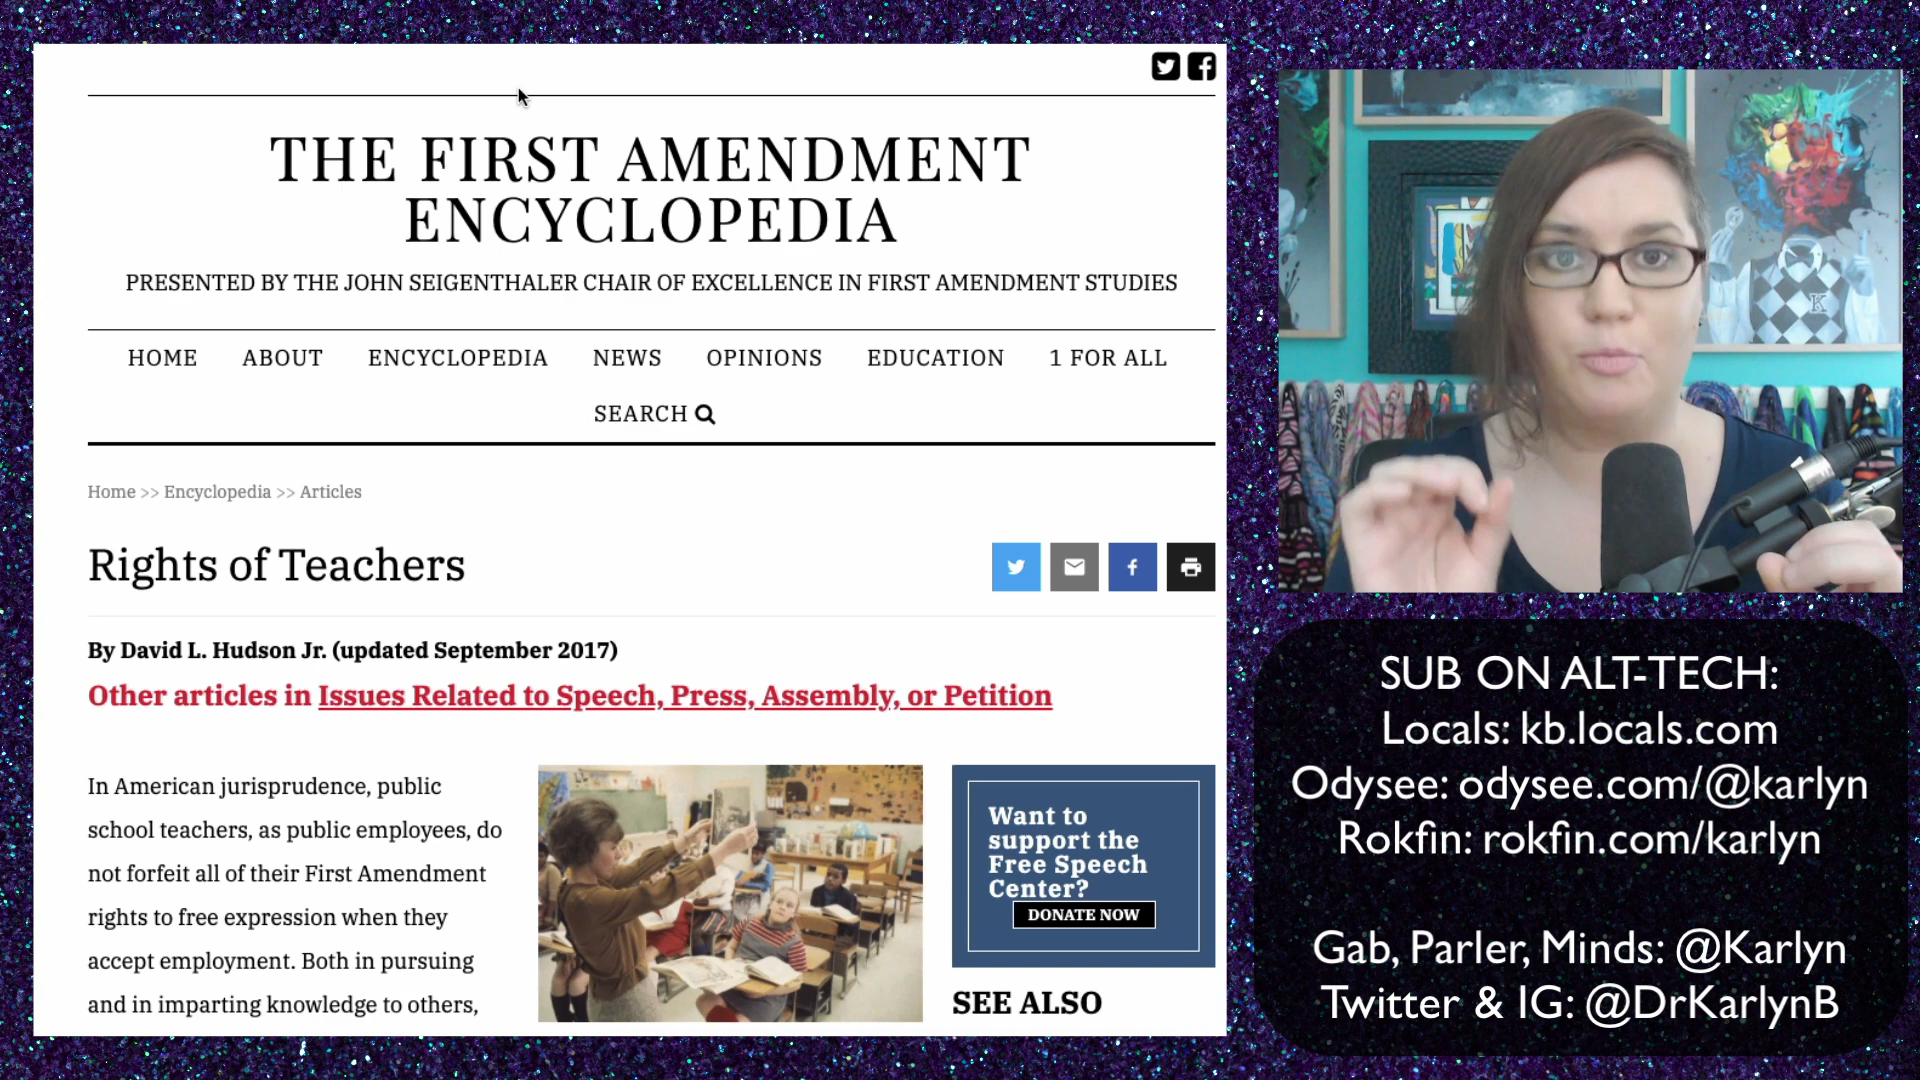 THE FIRST AMENDMENT
ENCYCLOPEDIA
PRESENTED BY THE JOHN SEIGENTHALER CHAIR OF EXCELLENCE IN FIRST AMENDMENT STUDIES
HOME ABOUT ENCYCLOPEDIA NEWS OPINIONS EDUCATION 1 FOR ALL
SEARCH
Home >> Encyclopedia >> Articles
Rights of Teachers
By David L. Hudson Jr. (updated September 2017)
Other articles in Issues Related to Speech, Press, Assembly, or Petition
In American jurisprudence, public
school teachers, as public employees, do
not forfeit all of their First Amendment
rights to free expression when they
accept employment. Both in pursuing
and in imparting knowledge to others,
Want to
support the
Free Speech
Center?
DONATE NOW
SEE ALSO
K
SUB ON ALT-TECH:
Locals: kb.locals.com
Odysee: odysee.com/@karlyn
Rokfin: rokfin.com/karlyn
Gab, Parler, Minds: @Karlyn
Twitter & IG: @DrKarlynB